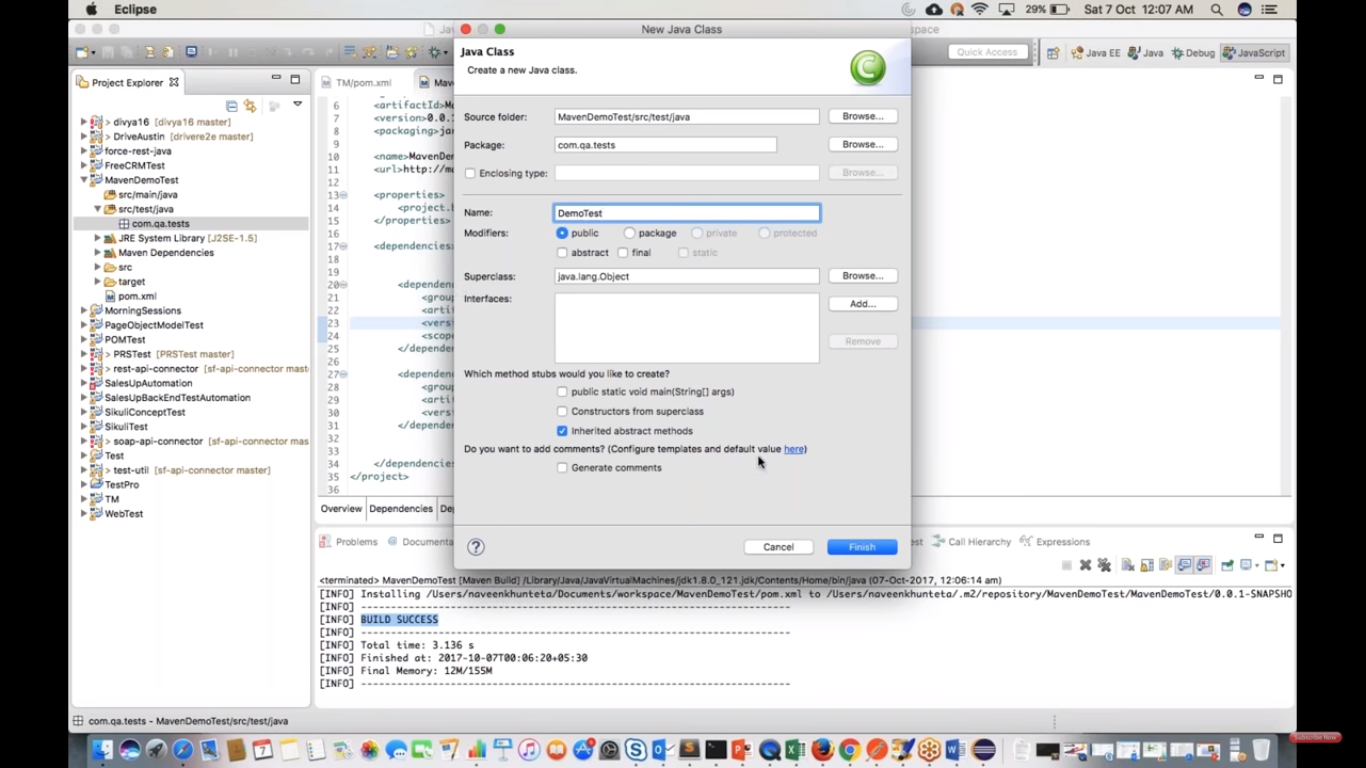 Eclipse
29%
Sat 7 Oct 12:07 AM
New Java Class
space
Quick Access
Java EE
Java
Debug
JavaScript
Project Explorer
> divya16 [divya16 master]
> DriveAustin [drivere2e master]
force-rest-java
FreeCRMTest
MavenDemoTest
src/main/java
src/test/java
com.qa.tests
JRE System Library [J2SE-1.5]
Maven Dependencies
src
target
pom.xml
MorningSessions
PageObjectModelTest
POMTest
> PRSTest [PRSTest master]
> rest-api-connector [sf-api-connector mast
SalesUpAutomation
SalesUpBackEndTestAutomation
SikuliConceptTest
SikuliTest
> soap-api-connector [sf-api-connector mas
Test
> test-util [sf-api-connector master]
TestPro
TM
WebTest
TM/pom.xml
Mav
6 <artifactId>M
7 <version>0.0.
8 <packaging>jar
9
10 <name>MavenDem
11 <url>http://ma
12
13 <properties>
14 <project.b
15 </properties>
16
17 <dependencies>
18
19
20 <dependen
21 <group
22 <arti
23 <vers
24 <scope
25 </depende
26
27 <dependen
28 <group
29 <arti
30 <vers
31 </depende
32
33
34 </dependencies
35 </project>
36
Overview
Dependencies
De
Java Class
Create a new Java class.
Source folder: MavenDemoTest/src/test/java Browse...
Package: com.qa.tests Browse...
Enclosing type: Browse...
Name: DemoTest
Modifiers: public package private protected
abstract final static
Superclass: java.lang.Object Browse...
Interfaces: Add...
Remove
Which method stubs would you like to create?
public static void main(String[] args)
Constructors from superclass
Inherited abstract methods
Do you want to add comments? (Configure templates and default value here)
Generate comments
Cancel
Finish
Problems
Documenta
est
Call Hierarchy
Expressions
<terminated> MavenDemoTest [Maven Build] /Library/Java/JavaVirtualMachines/jdk1.8.0_121.jdk/Contents/Home/bin/java (07-Oct-2017, 12:06:14 am)
[INFO] Installing /Users/naveenkhunteta/Documents/workspace/MavenDemoTest/pom.xml to /Users/naveenkhunteta/.m2/repository/MavenDemoTest/MavenDemoTest/0.0.1-SNAPSHO
[INFO] ------------------------------------------------------------------------
[INFO] BUILD SUCCESS
[INFO] ------------------------------------------------------------------------
[INFO] Total time: 3.136 s
[INFO] Finished at: 2017-10-07T00:06:20+05:30
[INFO] Final Memory: 12M/155M
[INFO] ------------------------------------------------------------------------
com.qa.tests - MavenDemoTest/src/test/java
Subscribe Now